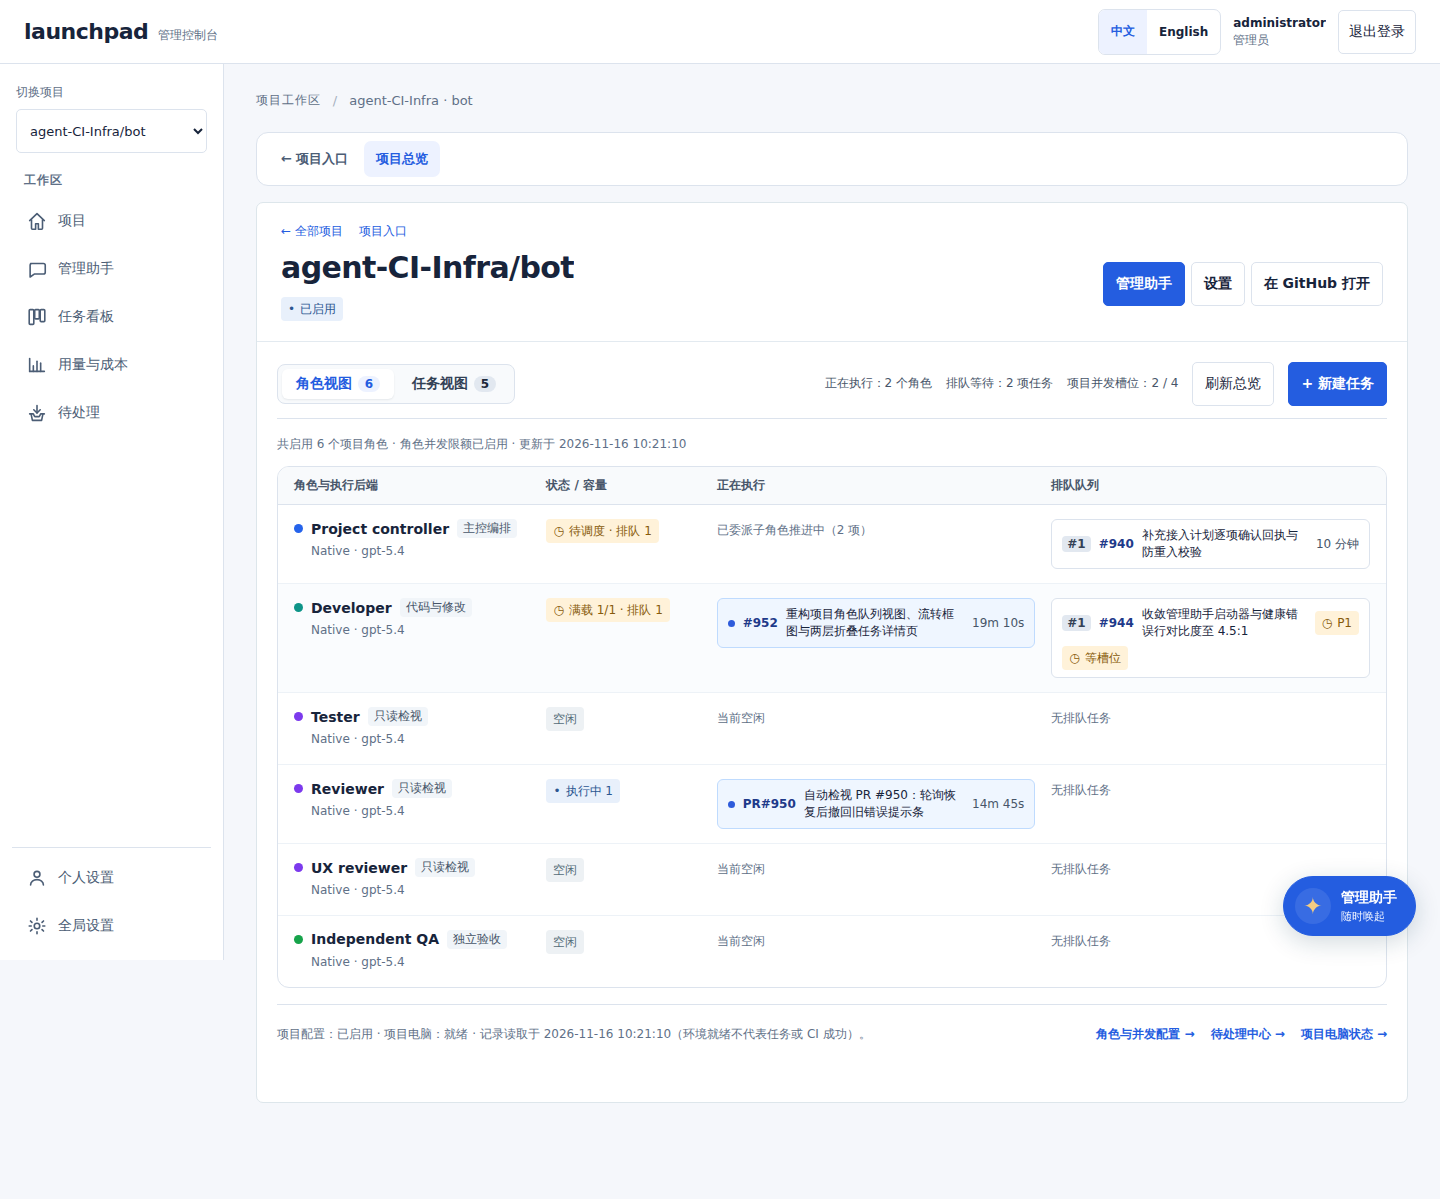 launchpad 管理控制台
中文 English
administrator
管理员
退出登录
切换项目
agent-CI-Infra/bot
工作区
项目
管理助手
任务看板
用量与成本
待处理
个人设置
全局设置
项目工作区 / agent-CI-Infra · bot
← 项目入口 项目总览
← 全部项目 项目入口
agent-CI-Infra/bot
• 已启用
管理助手 设置 在 GitHub 打开
角色视图 6 任务视图 5
正在执行：2 个角色 排队等待：2 项任务 项目并发槽位：2 / 4
刷新总览 + 新建任务
共启用 6 个项目角色 · 角色并发限额已启用 · 更新于 2026-11-16 10:21:10
角色与执行后端 状态 / 容量 正在执行 排队队列
Project controller 主控编排
Native · gpt-5.4
待调度 · 排队 1
已委派子角色推进中（2 项）
#1 #940 补充接入计划逐项确认回执与
防重入校验
10 分钟
Developer 代码与修改
Native · gpt-5.4
满载 1/1 · 排队 1
#952 重构项目角色队列视图、流转框
图与两层折叠任务详情页
19m 10s
#1 #944 收敛管理助手启动器与健康错
误行对比度至 4.5:1
P1
等槽位
Tester 只读检视
Native · gpt-5.4
空闲
当前空闲
无排队任务
Reviewer 只读检视
Native · gpt-5.4
• 执行中 1
PR#950 自动检视 PR #950：轮询恢
复后撤回旧错误提示条
14m 45s
无排队任务
UX reviewer 只读检视
Native · gpt-5.4
空闲
当前空闲
无排队任务
Independent QA 独立验收
Native · gpt-5.4
空闲
当前空闲
无排队任务
管理助手
随时唤起
项目配置：已启用 · 项目电脑：就绪 · 记录读取于 2026-11-16 10:21:10（环境就绪不代表任务或 CI 成功）。
角色与并发配置 → 待处理中心 → 项目电脑状态 →